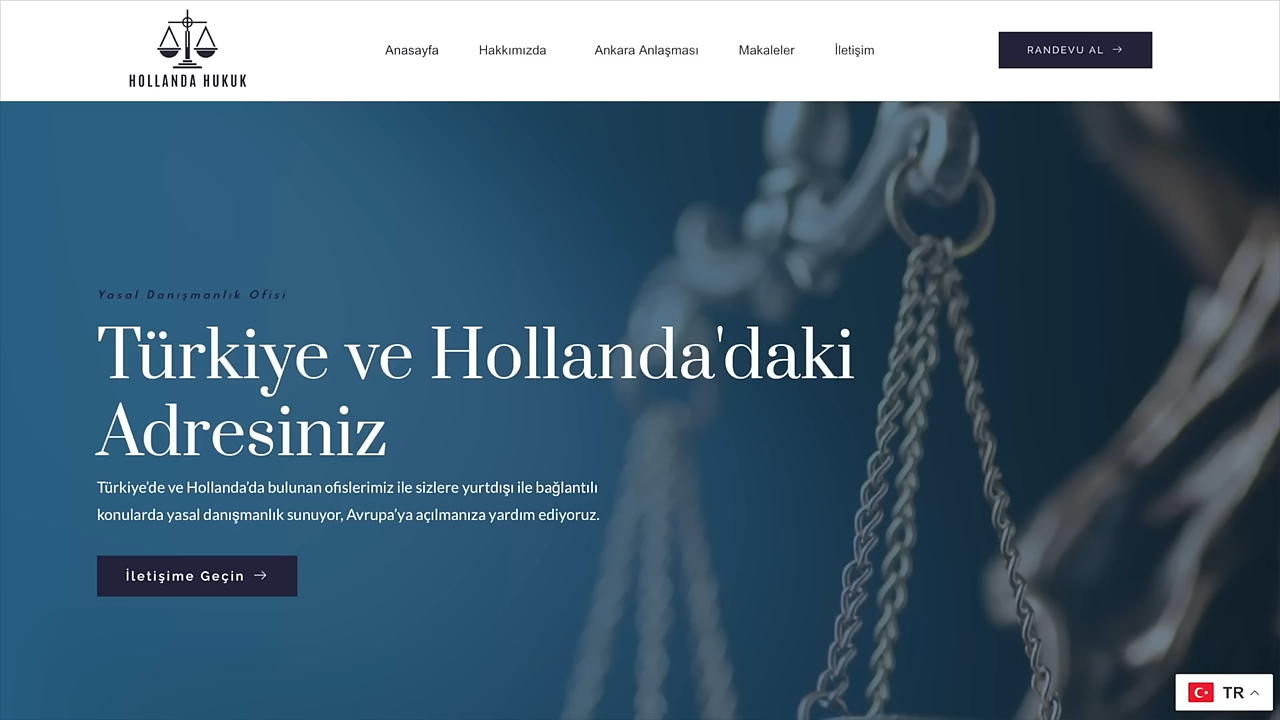 HOLLANDA HUKUK
Anasayfa
Hakkımızda
Ankara Anlaşması
Makaleler
İletişim
RANDEVU AL
Yasal Danışmanlık Ofisi
Türkiye ve Hollanda'daki
Adresiniz
Türkiye’de ve Hollanda’da bulunan ofislerimiz ile sizlere yurtdışı ile bağlantılı
konularda yasal danışmanlık sunuyor, Avrupa’ya açılmanıza yardım ediyoruz.
İletişime Geçin
TR